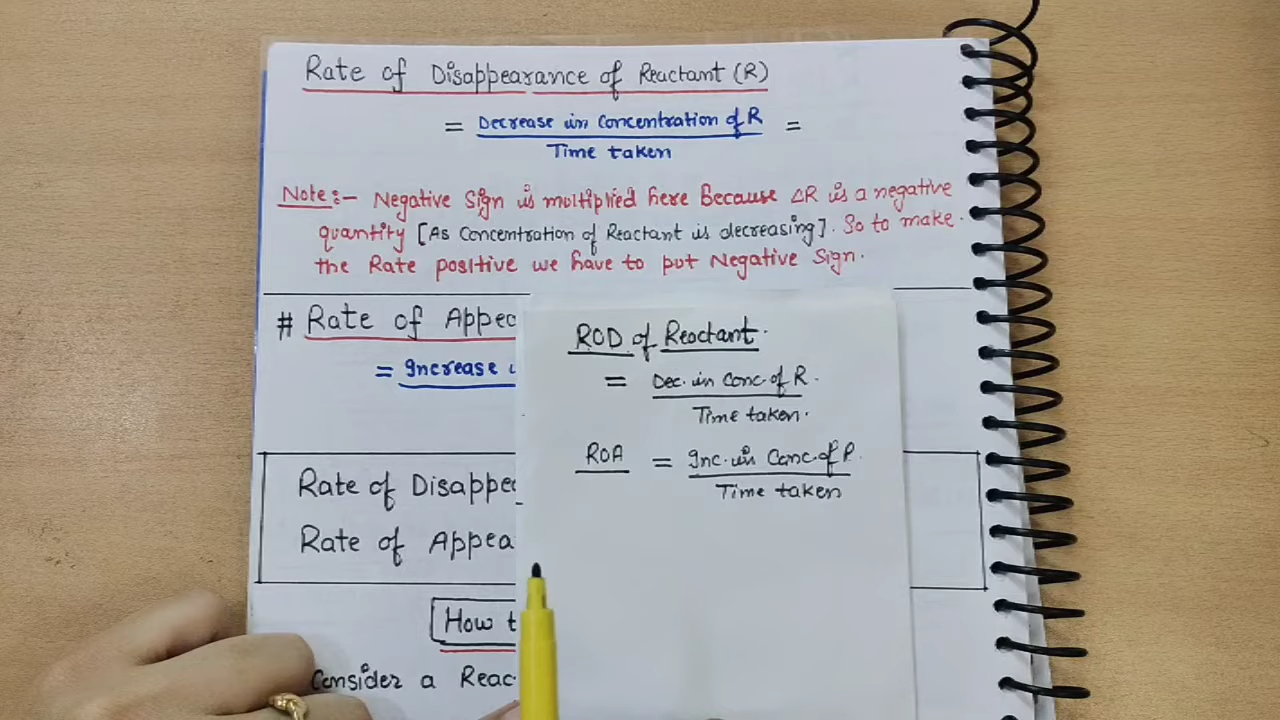 Rate of Disappearance of Reactant (R)
= Decrease in Concentration of R =
Time taken
Note:- Negative Sign is multiplied here Because ΔR is a negative
quantity [As Concentration of Reactant is decreasing]. So to make
the Rate positive we have to put Negative Sign.
# Rate of Appea
= Increase i
Rate of Disappe
Rate of Appea
How t
Consider a Reac
ROD of Reactant.
= Dec. in Conc. of R.
Time taken.
ROA = Inc. in Conc. of P.
Time taken